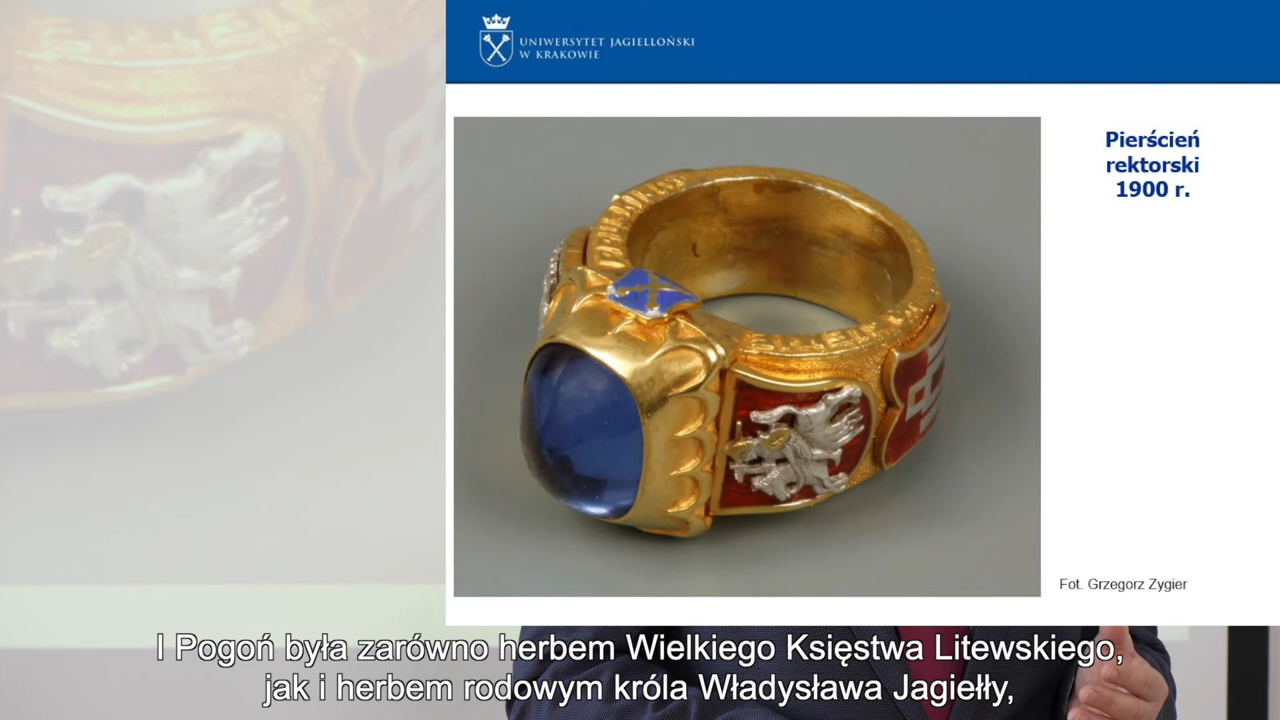 UNIWERSYTET JAGIELLOŃSKI
W KRAKOWIE
Pierścień
rektorski
1900 r.
Fot. Grzegorz Zygier
I Pogoń była zarówno herbem Wielkiego Księstwa Litewskiego,
jak i herbem rodowym króla Władysława Jagiełły,